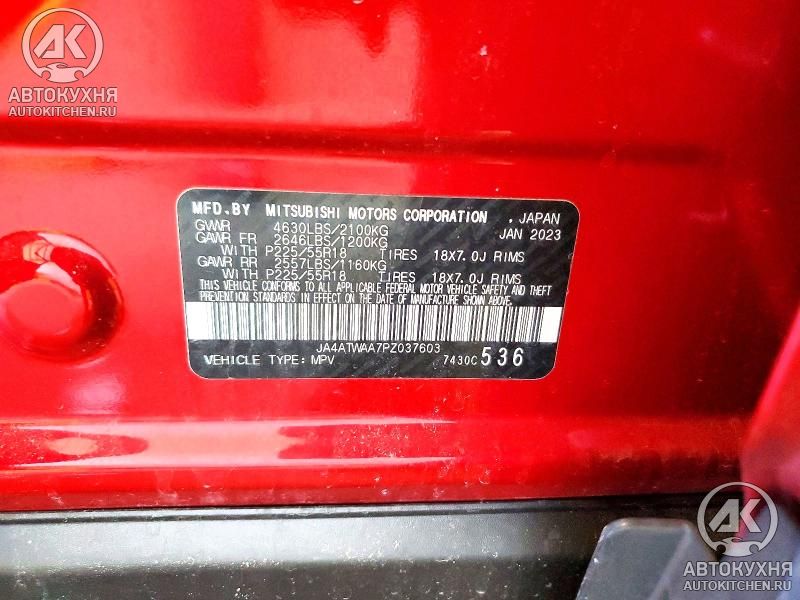 АК
АВТОКУХНЯ
AUTOKITCHEN.RU
MFD.BY MITSUBISHI MOTORS CORPORATION , JAPAN
GVWR 4630LBS/2100KG JAN 2023
GAWR FR 2646LBS/1200KG
WITH P225/55R18 TIRES 18X7.0J RIMS
GAWR RR 2557LBS/1160KG
WITH P225/55R18 TIRES 18X7.0J RIMS
THIS VEHICLE CONFORMS TO ALL APPLICABLE FEDERAL MOTOR VEHICLE SAFETY AND THEFT
PREVENTION STANDARDS IN EFFECT ON THE DATE OF MANUFACTURE SHOWN ABOVE.
JA4ATWAA7PZ037603
VEHICLE TYPE: MPV 7430C 536
АК
АВТОКУХНЯ
AUTOKITCHEN.RU